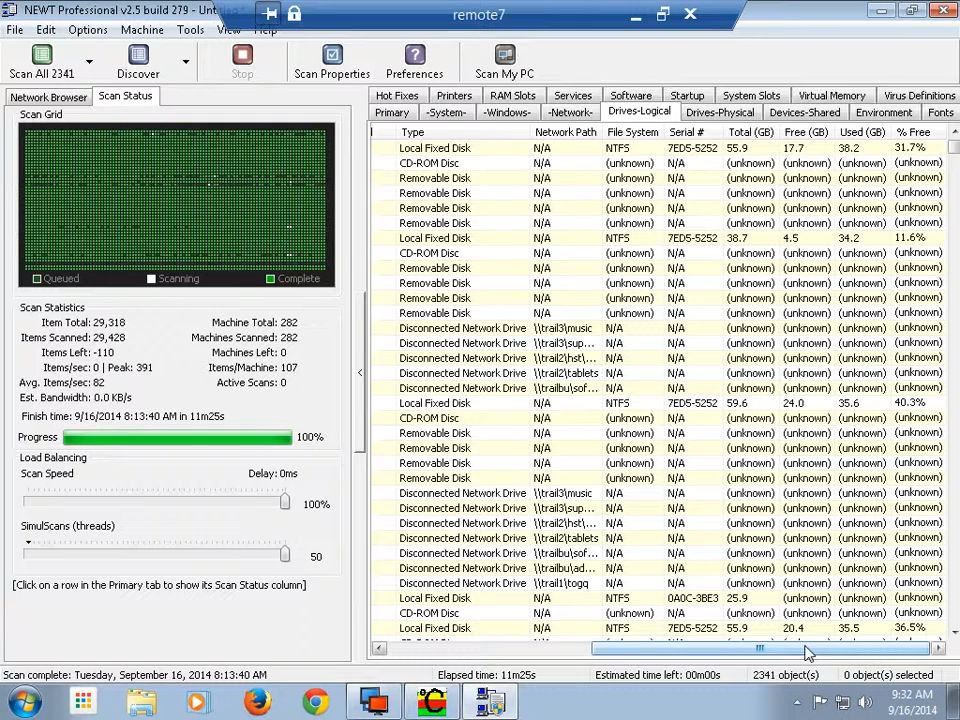 NEWT Professional v2.5 build 279 - Untitle
remote7
File Edit Options Machine Tools View Help
Scan All 2341 Discover Stop Scan Properties Preferences Scan My PC
Network Browser Scan Status
Hot Fixes Printers RAM Slots Services Software Startup System Slots Virtual Memory Virus Definitions
Primary -System- -Windows- -Network- Drives-Logical Drives-Physical Devices-Shared Environment Fonts
Scan Grid
Queued Scanning Complete
Scan Statistics
Item Total: 29,318 Machine Total: 282
Items Scanned: 29,428 Machines Scanned: 282
Items Left: -110 Machines Left: 0
Items/sec: 0 | Peak: 391 Items/Machine: 107
Avg. Items/sec: 82 Active Scans: 0
Est. Bandwidth: 0.0 KB/s
Finish time: 9/16/2014 8:13:40 AM in 11m25s
Progress 100%
Load Balancing
Scan Speed Delay: 0ms
100%
SimulScans (threads)
50
[Click on a row in the Primary tab to show its Scan Status column]
Type Network Path File System Serial # Total (GB) Free (GB) Used (GB) % Free
Local Fixed Disk N/A NTFS 7ED5-5252 55.9 17.7 38.2 31.7%
CD-ROM Disc N/A (unknown) N/A (unknown) (unknown) (unknown) (unknown)
Removable Disk N/A (unknown) N/A (unknown) (unknown) (unknown) (unknown)
Removable Disk N/A (unknown) N/A (unknown) (unknown) (unknown) (unknown)
Removable Disk N/A (unknown) N/A (unknown) (unknown) (unknown) (unknown)
Removable Disk N/A (unknown) N/A (unknown) (unknown) (unknown) (unknown)
Local Fixed Disk N/A NTFS 7ED5-5252 38.7 4.5 34.2 11.6%
CD-ROM Disc N/A (unknown) N/A (unknown) (unknown) (unknown) (unknown)
Removable Disk N/A (unknown) N/A (unknown) (unknown) (unknown) (unknown)
Removable Disk N/A (unknown) N/A (unknown) (unknown) (unknown) (unknown)
Removable Disk N/A (unknown) N/A (unknown) (unknown) (unknown) (unknown)
Removable Disk N/A (unknown) N/A (unknown) (unknown) (unknown) (unknown)
Disconnected Network Drive \\trail3\music N/A N/A (unknown) (unknown) (unknown) (unknown)
Disconnected Network Drive \\trail3\sup... N/A N/A (unknown) (unknown) (unknown) (unknown)
Disconnected Network Drive \\trail2\hst\... N/A N/A (unknown) (unknown) (unknown) (unknown)
Disconnected Network Drive \\trail2\tablets N/A N/A (unknown) (unknown) (unknown) (unknown)
Disconnected Network Drive \\trailbu\sof... N/A N/A (unknown) (unknown) (unknown) (unknown)
Local Fixed Disk N/A NTFS 7ED5-5252 59.6 24.0 35.6 40.3%
CD-ROM Disc N/A (unknown) N/A (unknown) (unknown) (unknown) (unknown)
Removable Disk N/A (unknown) N/A (unknown) (unknown) (unknown) (unknown)
Removable Disk N/A (unknown) N/A (unknown) (unknown) (unknown) (unknown)
Removable Disk N/A (unknown) N/A (unknown) (unknown) (unknown) (unknown)
Removable Disk N/A (unknown) N/A (unknown) (unknown) (unknown) (unknown)
Disconnected Network Drive \\trail3\music N/A N/A (unknown) (unknown) (unknown) (unknown)
Disconnected Network Drive \\trail3\sup... N/A N/A (unknown) (unknown) (unknown) (unknown)
Disconnected Network Drive \\trail2\hst\... N/A N/A (unknown) (unknown) (unknown) (unknown)
Disconnected Network Drive \\trail2\tablets N/A N/A (unknown) (unknown) (unknown) (unknown)
Disconnected Network Drive \\trailbu\sof... N/A N/A (unknown) (unknown) (unknown) (unknown)
Disconnected Network Drive \\trailbu\ad... N/A N/A (unknown) (unknown) (unknown) (unknown)
Disconnected Network Drive \\trail1\togq N/A N/A (unknown) (unknown) (unknown) (unknown)
Local Fixed Disk N/A NTFS 0A0C-3BE3 25.9 (unknown) (unknown) (unknown)
CD-ROM Disc N/A (unknown) N/A (unknown) (unknown) (unknown) (unknown)
Local Fixed Disk N/A NTFS 7ED5-5252 55.9 20.4 35.5 36.5%
Scan complete: Tuesday, September 16, 2014 8:13:40 AM Elapsed time: 11m25s Estimated time left: 00m00s 2341 object(s) 0 object(s) selected
9:32 AM
9/16/2014